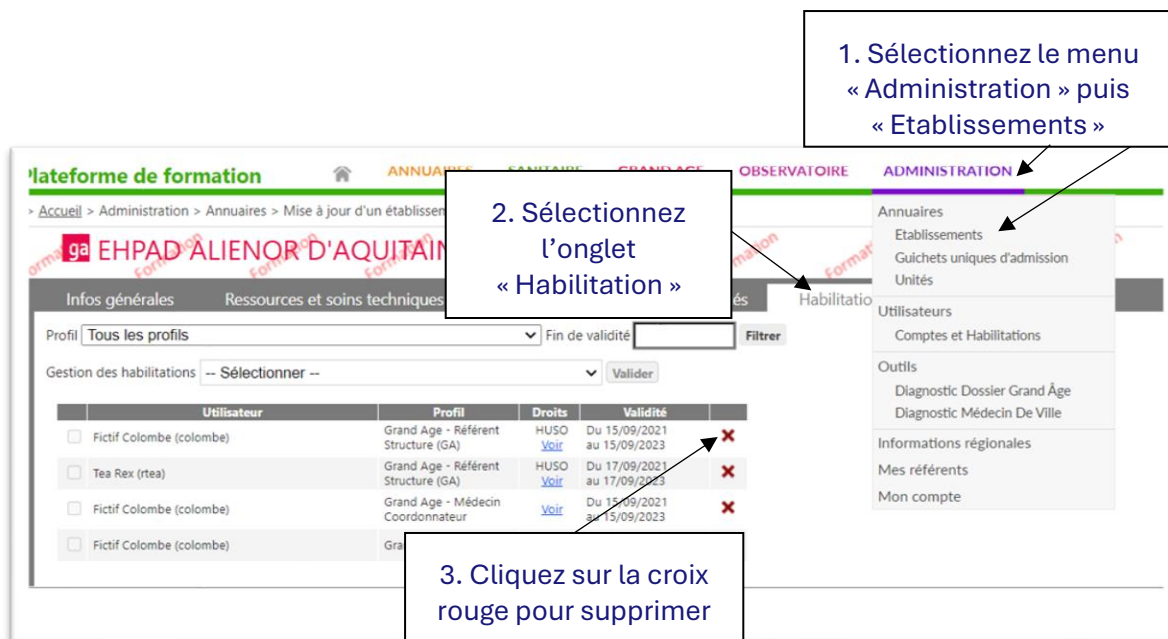 1. Sélectionnez le menu
« Administration » puis
« Etablissements »
Plateforme de formation
ANNUAIRES SANITAIRE GRAND AGE OBSERVATOIRE ADMINISTRATION
> Accueil > Administration > Annuaires > Mise à jour d'un
2. Sélectionnez
l'onglet
« Habilitation »
ga EHPAD ALIENOR D'AQUITAIN
Formation Formation Formation
Infos générales Ressources et soins techniques Habilitatio
Profil Tous les profils Fin de validité Filtrer
Gestion des habilitations -- Sélectionner -- Valider
Utilisateur Profil Droits Validité
Fictif Colombe (colombe) Grand Age - Référent Structure (GA) HUSO Voir Du 15/09/2021 au 15/09/2023
Tea Rex (rtea) Grand Age - Référent Structure (GA) HUSO Voir Du 17/09/2021 au 17/09/2023
Fictif Colombe (colombe) Grand Age - Médecin Coordonnateur Voir Du 15/09/2021 au 15/09/2023
Fictif Colombe (colombe)
Annuaires
Etablissements
Guichets uniques d'admission
Unités
Utilisateurs
Comptes et Habilitations
Outils
Diagnostic Dossier Grand Âge
Diagnostic Médecin De Ville
Informations régionales
Mes référents
Mon compte
3. Cliquez sur la croix
rouge pour supprimer